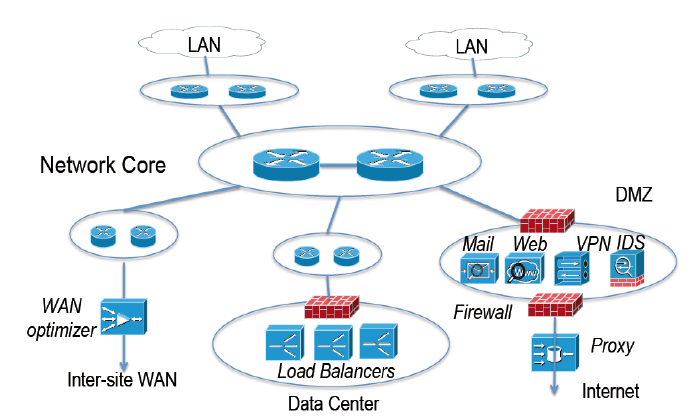 LAN
LAN
Network Core
DMZ
Mail Web VPN IDS
WAN
optimizer
Firewall
Load Balancers
Proxy
Inter-site WAN
Internet
Data Center